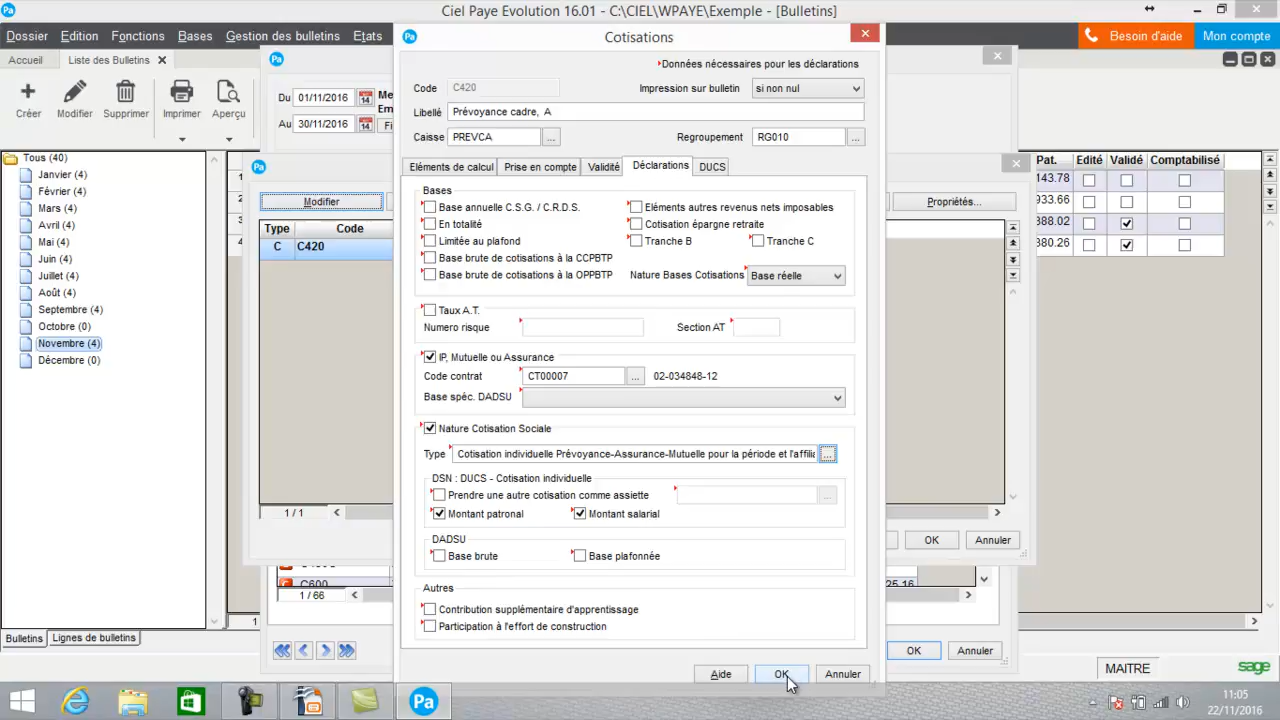 Ciel Paye Evolution 16.01 - C:\CIEL\WPAYE\Exemple - [Bulletins]
Dossier Edition Fonctions Bases Gestion des bulletins Etats
Besoin d'aide Mon compte
Accueil Liste des Bulletins
Créer Modifier Supprimer Imprimer Aperçu
Tous (40)
Janvier (4)
Février (4)
Mars (4)
Avril (4)
Mai (4)
Juin (4)
Juillet (4)
Août (4)
Septembre (4)
Octobre (0)
Novembre (4)
Décembre (0)
Bulletins Lignes de bulletins
Du 01/11/2016 14
Au 30/11/2016 14
Modifier
Propriétés...
Type Code
C C420
1 / 1
OK Annuler
C600
1 / 66
25.16
OK Annuler
Pat. Edité Validé Comptabilisé
143.78
933.66
388.02
380.26
Cotisations
Données nécessaires pour les déclarations
Code C420 Impression sur bulletin si non nul
Libellé Prévoyance cadre, A
Caisse PREVCA ... Regroupement RG010 ...
Eléments de calcul Prise en compte Validité Déclarations DUCS
Bases
Base annuelle C.S.G. / C.R.D.S. Eléments autres revenus nets imposables
En totalité Cotisation épargne retraite
Limitée au plafond Tranche B Tranche C
Base brute de cotisations à la CCPBTP
Base brute de cotisations à la OPPBTP Nature Bases Cotisations Base réelle
Taux A.T.
Numero risque Section AT
IP, Mutuelle ou Assurance
Code contrat CT00007 ... 02-034848-12
Base spéc. DADSU
Nature Cotisation Sociale
Type Cotisation individuelle Prévoyance-Assurance-Mutuelle pour la période et l'affilia ...
DSN : DUCS - Cotisation individuelle
Prendre une autre cotisation comme assiette ...
Montant patronal Montant salarial
DADSU
Base brute Base plafonnée
Autres
Contribution supplémentaire d'apprentissage
Participation à l'effort de construction
Aide OK Annuler
MAITRE sage
11:05
22/11/2016